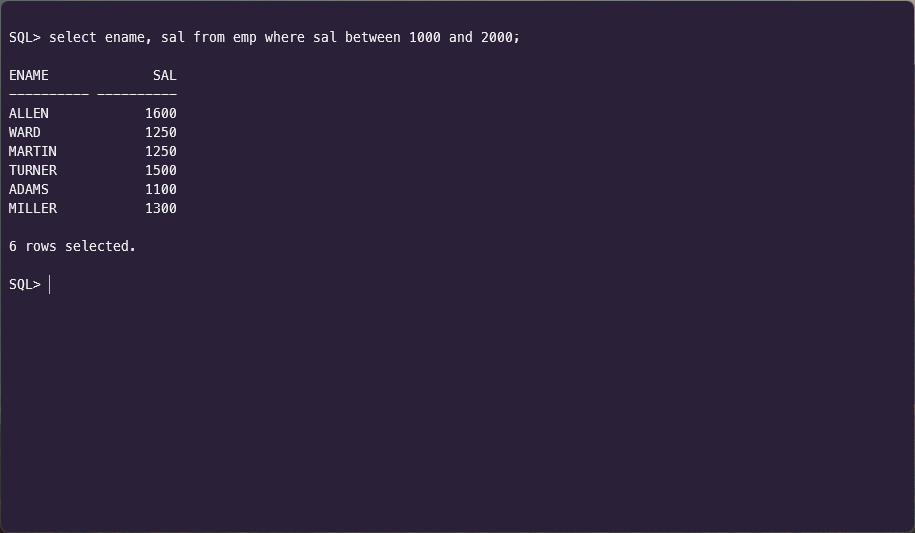 SQL> select ename, sal from emp where sal between 1000 and 2000;
ENAME             SAL
---------- ----------
ALLEN            1600
WARD             1250
MARTIN           1250
TURNER           1500
ADAMS            1100
MILLER           1300
6 rows selected.
SQL>